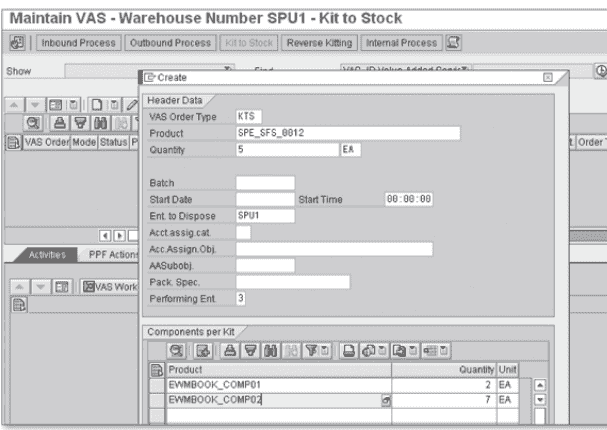 Maintain VAS - Warehouse Number SPU1 - Kit to Stock
Inbound Process Outbound Process Kit to Stock Reverse Kitting Internal Process
Show Find VAS
Create
Header Data
VAS Order Type KTS
Product SPE_SFS_0012
Quantity 5 EA
VAS Order Mode Status P
t Order T
Batch
Start Date Start Time 00:00:00
Ent. to Dispose SPU1
Acct.assig.cat.
Acc.Assign.Obj.
Activities PPF Actions
AASubobj.
Pack. Spec.
VAS Work
Performing Ent. 3
Components per Kit
Product Quantity Unit
EWMBOOK_COMP01 2 EA
EWMBOOK_COMP02 7 EA